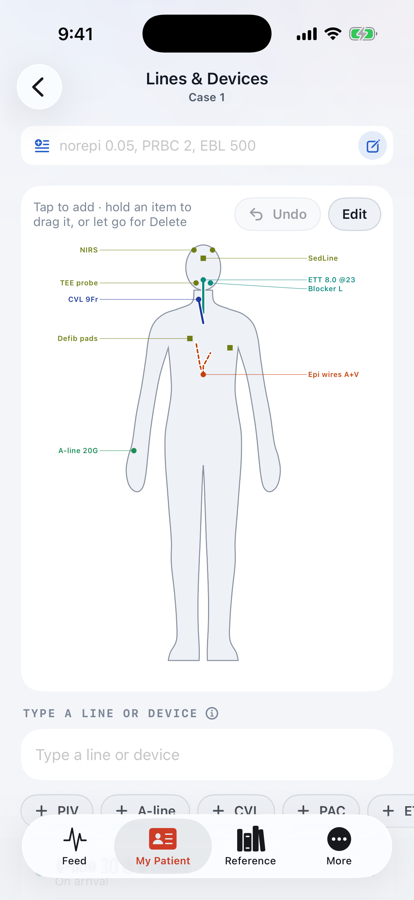 9:41
Lines & Devices
Case 1
norepi 0.05, PRBC 2, EBL 500
Tap to add · hold an item to
drag it, or let go for Delete
Undo
Edit
NIRS
SedLine
TEE probe
ETT 8.0 @23
Blocker L
CVL 9Fr
Defib pads
Epi wires A+V
A-line 20G
TYPE A LINE OR DEVICE
Type a line or device
+ PIV
+ A-line
+ CVL
+ PAC
Feed
My Patient
Reference
More
On arrival